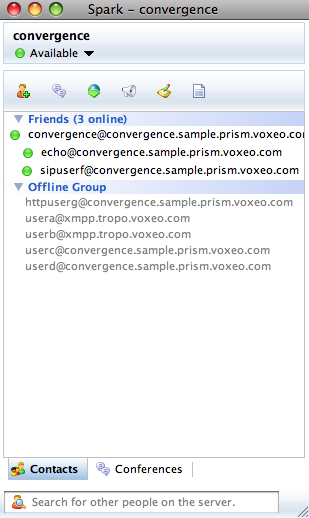 Spark - convergence
convergence
Available
Friends (3 online)
convergence@convergence.sample.prism.voxeo.co
echo@convergence.sample.prism.voxeo.com
sipuserf@convergence.sample.prism.voxeo.com
Offline Group
httpuserg@convergence.sample.prism.voxeo.com
usera@xmpp.tropo.voxeo.com
userb@xmpp.tropo.voxeo.com
userc@convergence.sample.prism.voxeo.com
userd@convergence.sample.prism.voxeo.com
Contacts Conferences
Search for other people on the server.